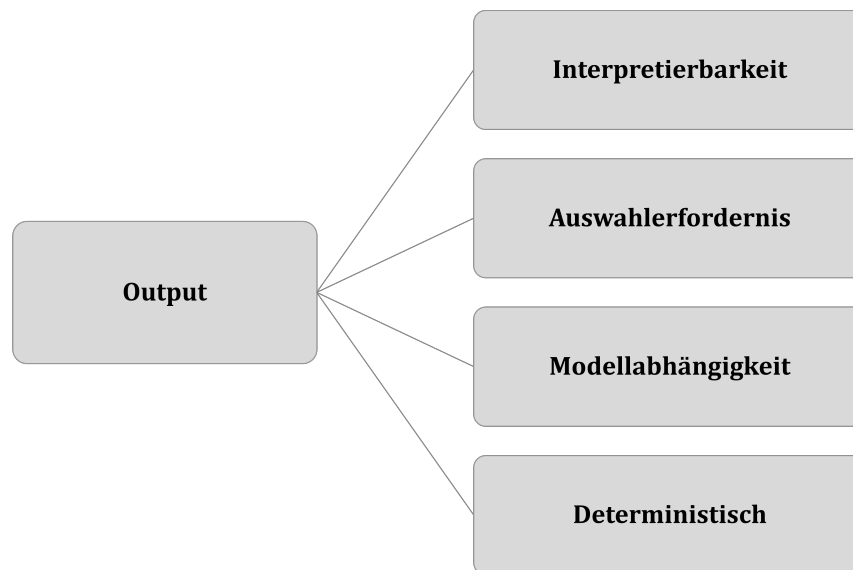 Interpretierbarkeit
Auswahlerfordernis
Output
Modellabhängigkeit
Deterministisch